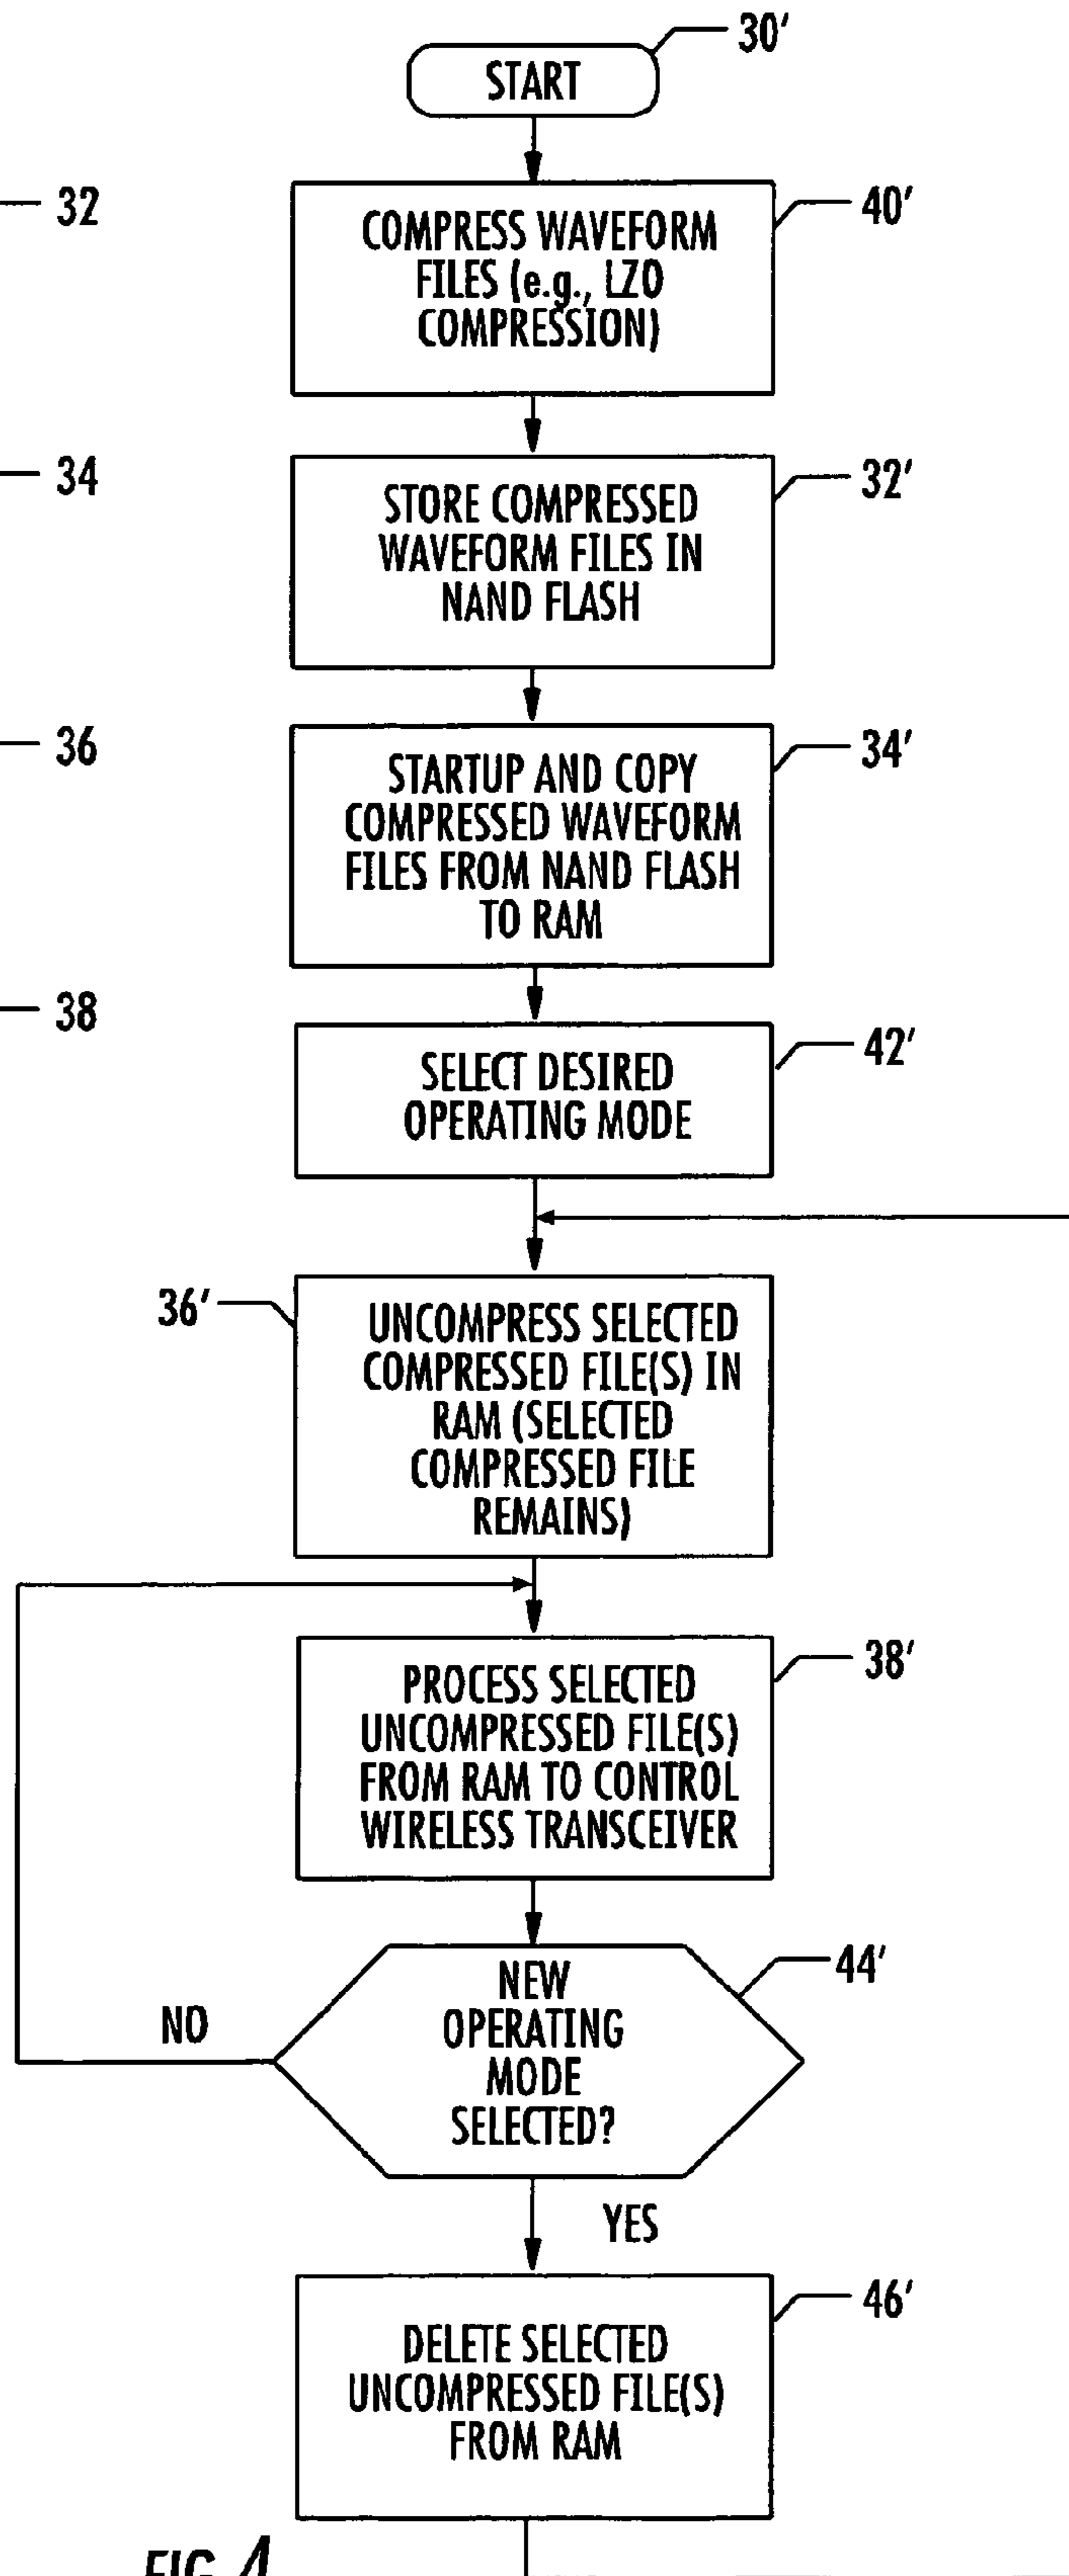 30'
START
32
40'
COMPRESS WAVEFORM
FILES (e.g., LZO
COMPRESSION)
34
32'
STORE COMPRESSED
WAVEFORM FILES IN
NAND FLASH
36
34'
STARTUP AND COPY
COMPRESSED WAVEFORM
FILES FROM NAND FLASH
TO RAM
38
42'
SELECT DESIRED
OPERATING MODE
36'
UNCOMPRESS SELECTED
COMPRESSED FILE(S) IN
RAM (SELECTED
COMPRESSED FILE
REMAINS)
38'
PROCESS SELECTED
UNCOMPRESSED FILE(S)
FROM RAM TO CONTROL
WIRELESS TRANSCEIVER
44'
NEW
OPERATING
MODE
SELECTED?
NO
YES
46'
DELETE SELECTED
UNCOMPRESSED FILE(S)
FROM RAM
FIG. 4